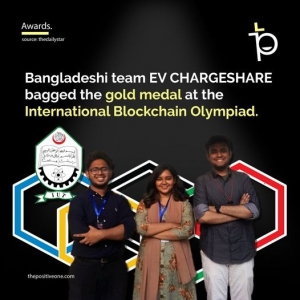 Awards.
source: thedailystar
Bangladeshi team EV CHARGESHARE
bagged the gold medal at the
International Blockchain Olympiad.
thepositiveone.com